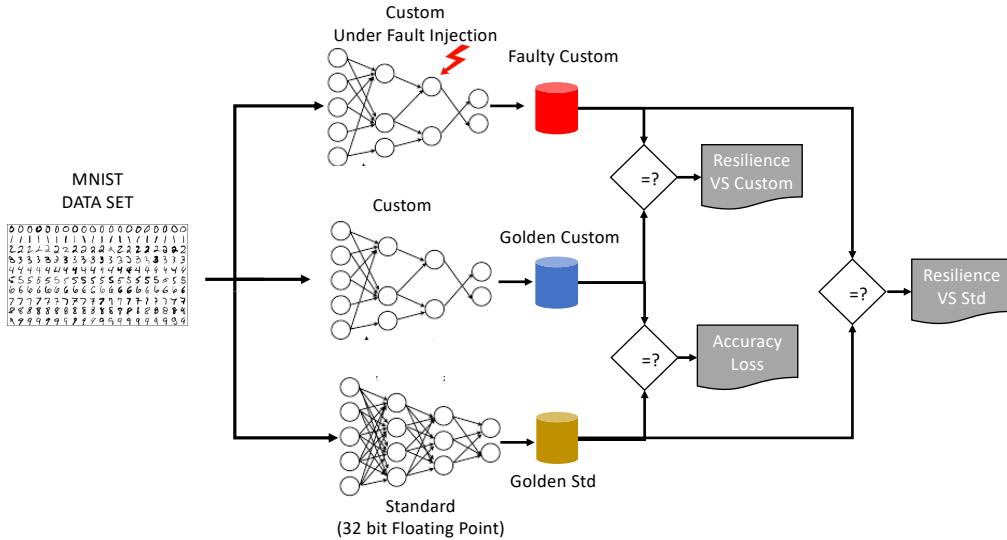 Custom
Under Fault Injection
Faulty Custom
=?
Resilience
VS Custom
MNIST
DATA SET
Custom
Golden Custom
=?
Resilience
VS Std
=?
Accuracy
Loss
Golden Std
Standard
(32 bit Floating Point)